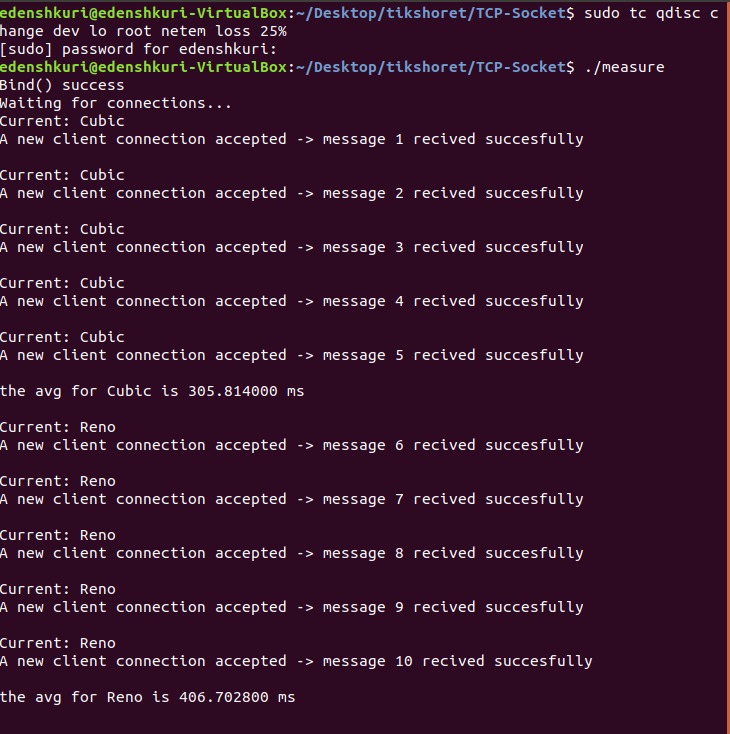 edenshkuri@edenshkuri-VirtualBox:~/Desktop/tikshoret/TCP-Socket$ sudo tc qdisc c
hange dev lo root netem loss 25%
[sudo] password for edenshkuri:
edenshkuri@edenshkuri-VirtualBox:~/Desktop/tikshoret/TCP-Socket$ ./measure
Bind() success
Waiting for connections...
Current: Cubic
A new client connection accepted -> message 1 recived succesfully
Current: Cubic
A new client connection accepted -> message 2 recived succesfully
Current: Cubic
A new client connection accepted -> message 3 recived succesfully
Current: Cubic
A new client connection accepted -> message 4 recived succesfully
Current: Cubic
A new client connection accepted -> message 5 recived succesfully
the avg for Cubic is 305.814000 ms
Current: Reno
A new client connection accepted -> message 6 recived succesfully
Current: Reno
A new client connection accepted -> message 7 recived succesfully
Current: Reno
A new client connection accepted -> message 8 recived succesfully
Current: Reno
A new client connection accepted -> message 9 recived succesfully
Current: Reno
A new client connection accepted -> message 10 recived succesfully
the avg for Reno is 406.702800 ms